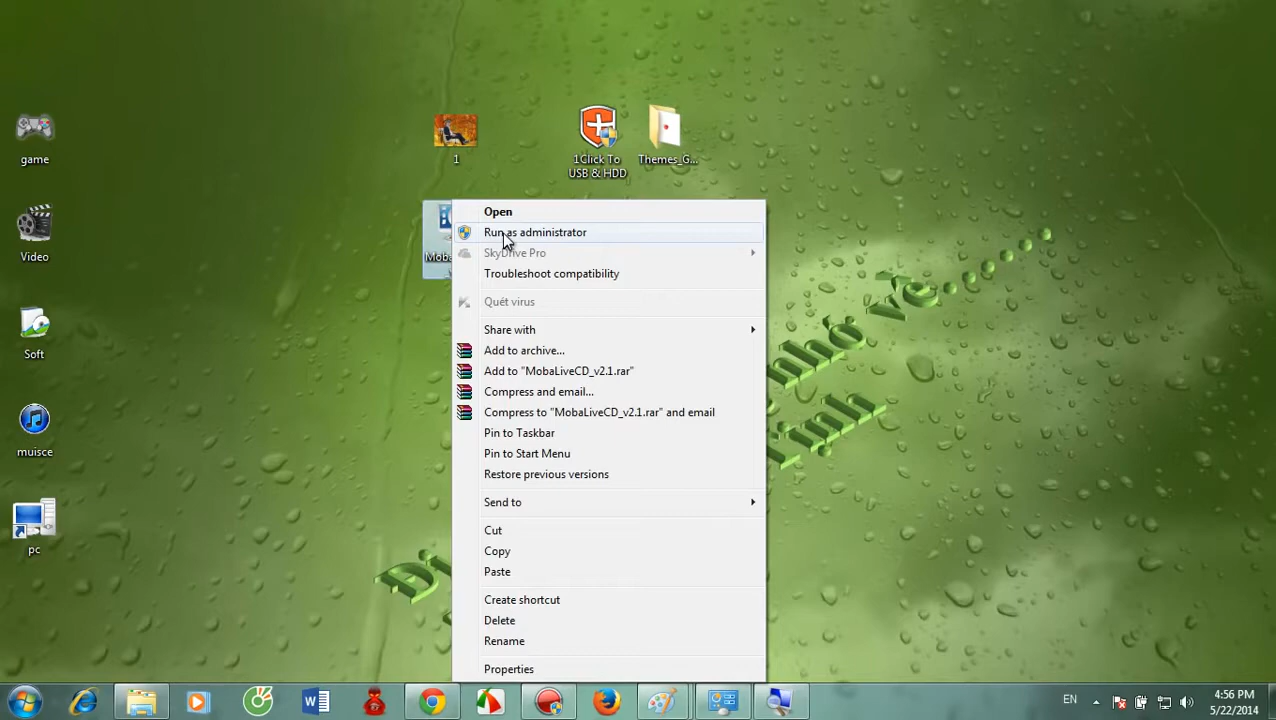 game
Video
Soft
muisce
pc
1
1Click To
USB & HDD
Themes_G...
Open
Run as administrator
SkyDrive Pro
Troubleshoot compatibility
Quét virus
Share with
Add to archive...
Add to "MobaLiveCD_v2.1.rar"
Compress and email...
Compress to "MobaLiveCD_v2.1.rar" and email
Pin to Taskbar
Pin to Start Menu
Restore previous versions
Send to
Cut
Copy
Paste
Create shortcut
Delete
Rename
Properties
EN
4:56 PM
5/22/2014